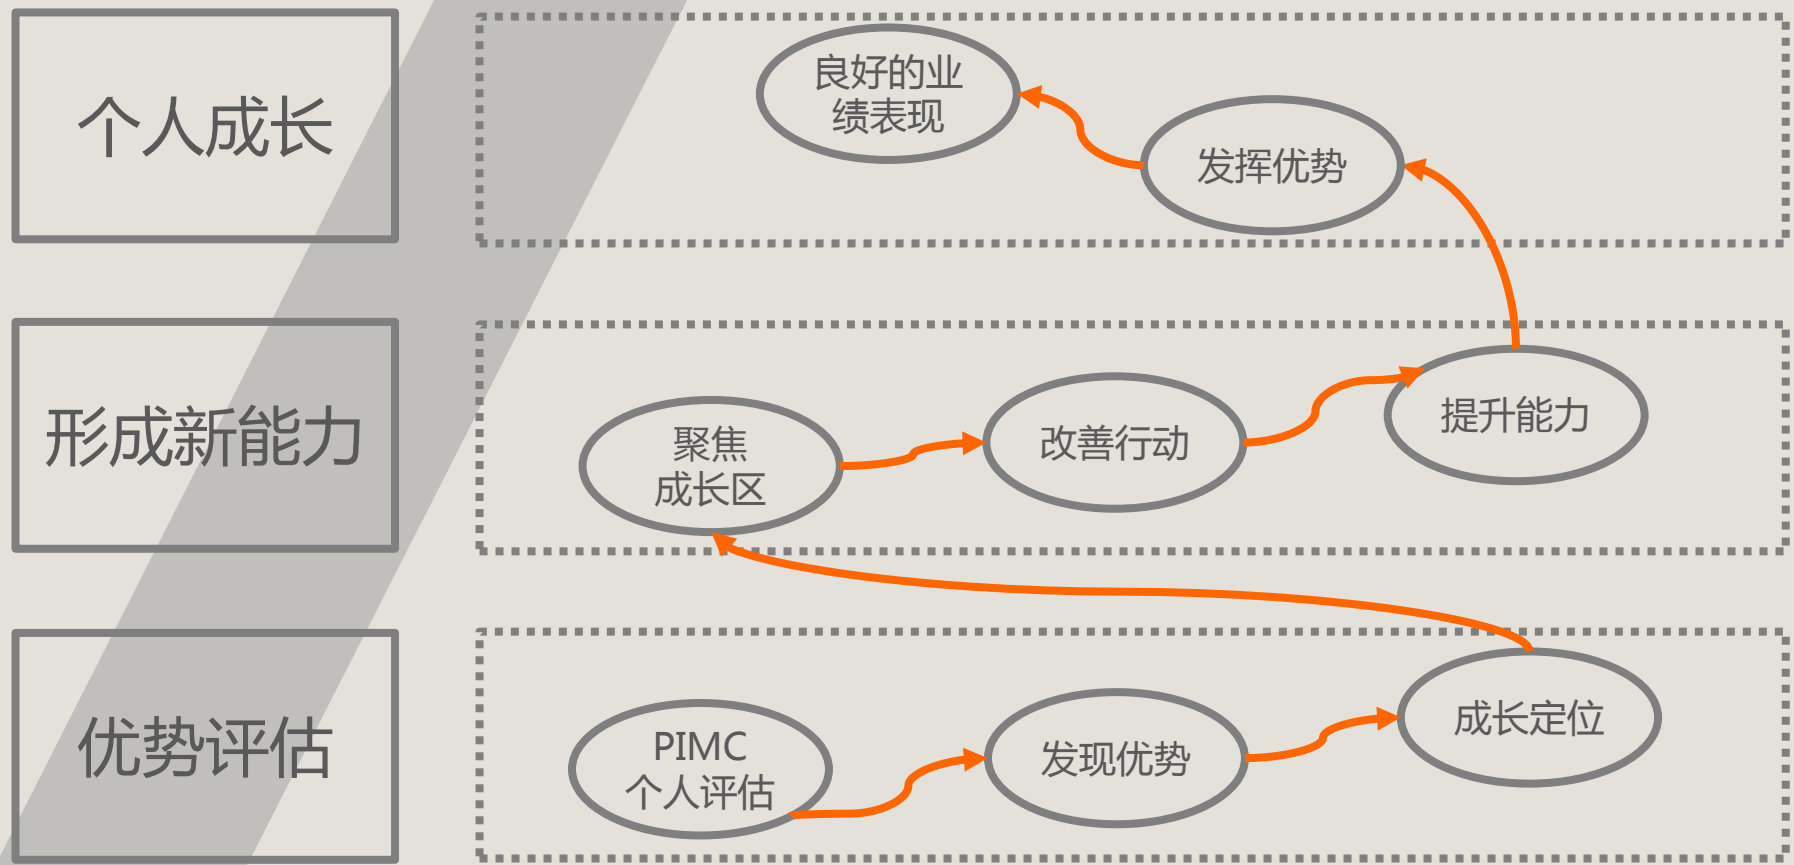 个人成长
良好的业
绩表现
发挥优势
形成新能力
聚焦
成长区
改善行动
提升能力
优势评估
PIMC
个人评估
发现优势
成长定位